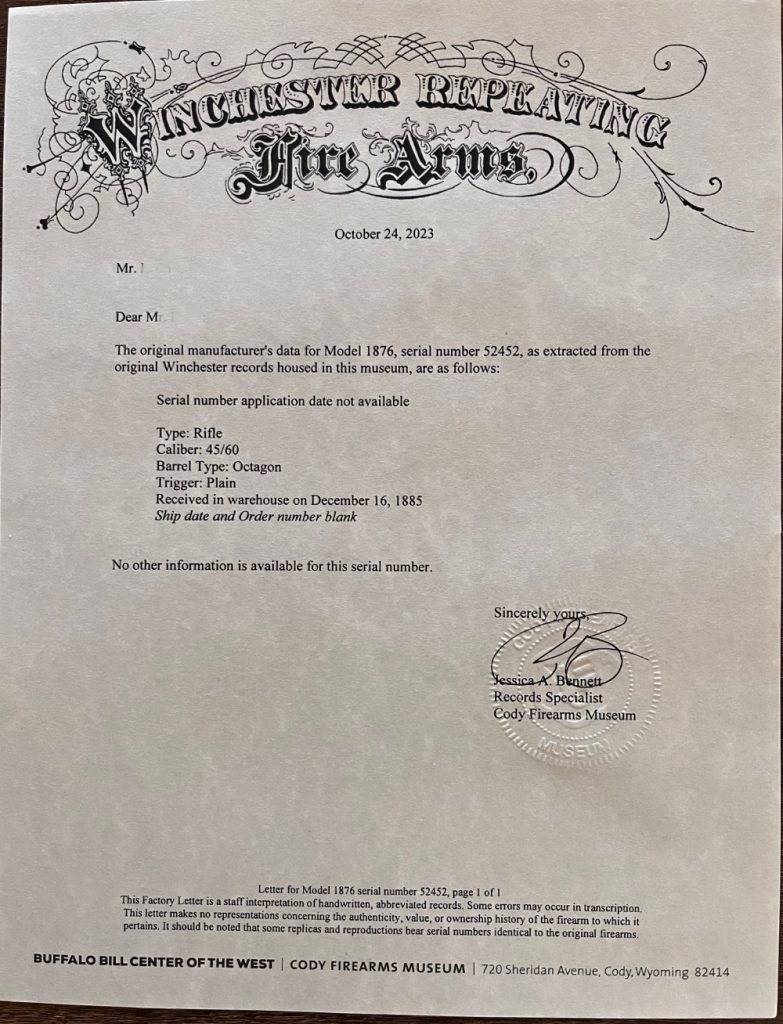 WINCHESTER REPEATING
Fire Arms.
October 24, 2023
Mr.
Dear Mr.
The original manufacturer's data for Model 1876, serial number 52452, as extracted from the
original Winchester records housed in this museum, are as follows:
Serial number application date not available
Type: Rifle
Caliber: 45/60
Barrel Type: Octagon
Trigger: Plain
Received in warehouse on December 16, 1885
Ship date and Order number blank
No other information is available for this serial number.
Sincerely yours,
Jessica A. Bennett
Records Specialist
Cody Firearms Museum
MUSEUM
Letter for Model 1876 serial number 52452, page 1 of 1
This Factory Letter is a staff interpretation of handwritten, abbreviated records. Some errors may occur in transcription.
This letter makes no representations concerning the authenticity, value, or ownership history of the firearm to which it
pertains. It should be noted that some replicas and reproductions bear serial numbers identical to the original firearms.
BUFFALO BILL CENTER OF THE WEST | CODY FIREARMS MUSEUM | 720 Sheridan Avenue, Cody, Wyoming 82414